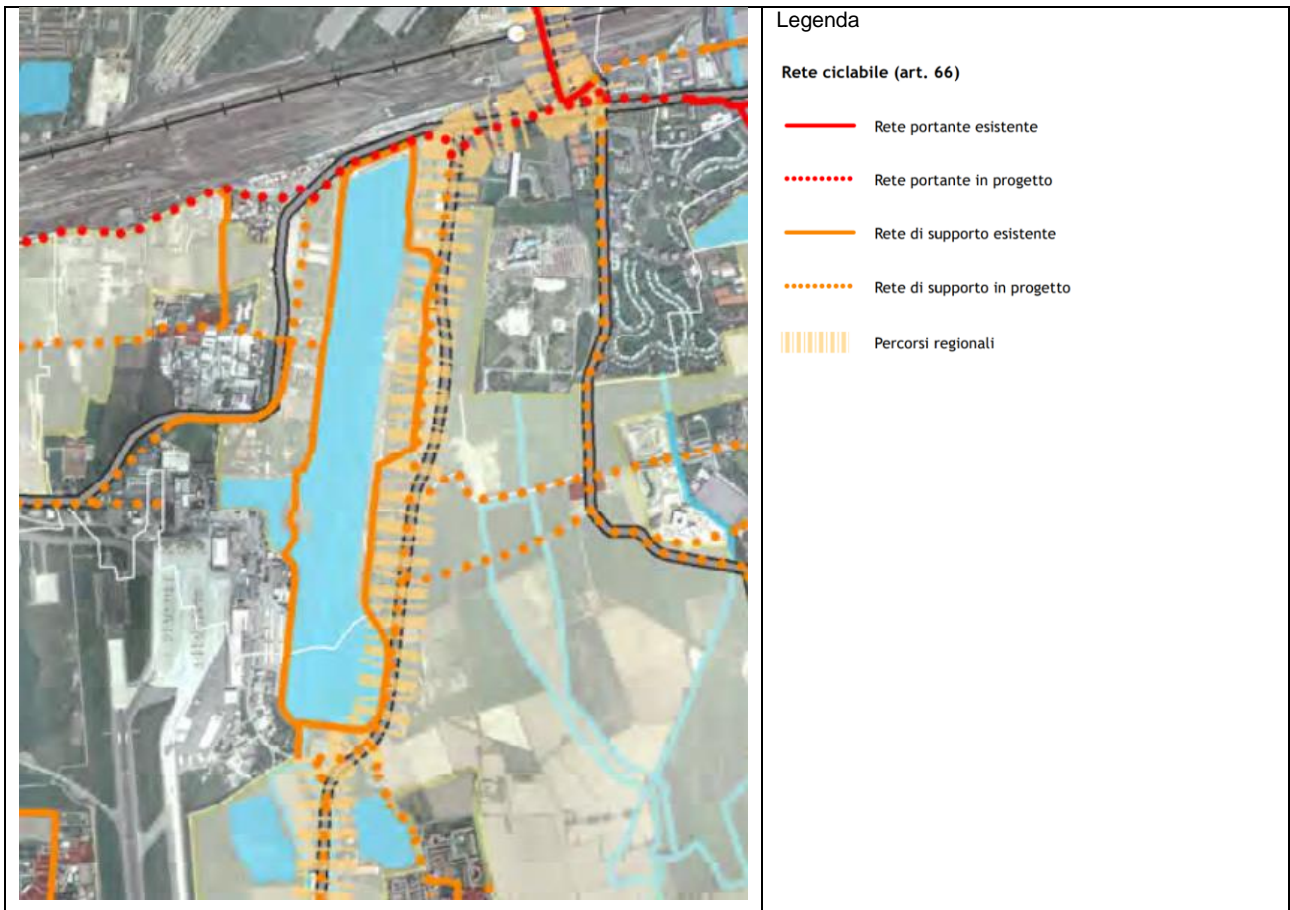 Legenda
Rete ciclabile (art. 66)
Rete portante esistente
Rete portante in progetto
Rete di supporto esistente
Rete di supporto in progetto
Percorsi regionali